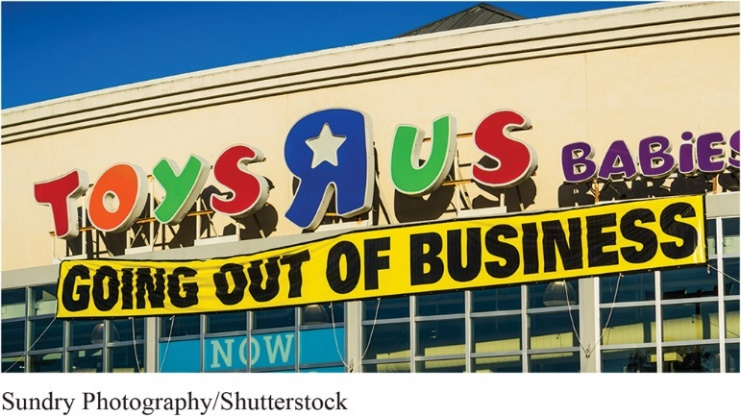 TOYS R US BABIES
GOING OUT OF BUSINESS
NOW
Sundry Photography/Shutterstock